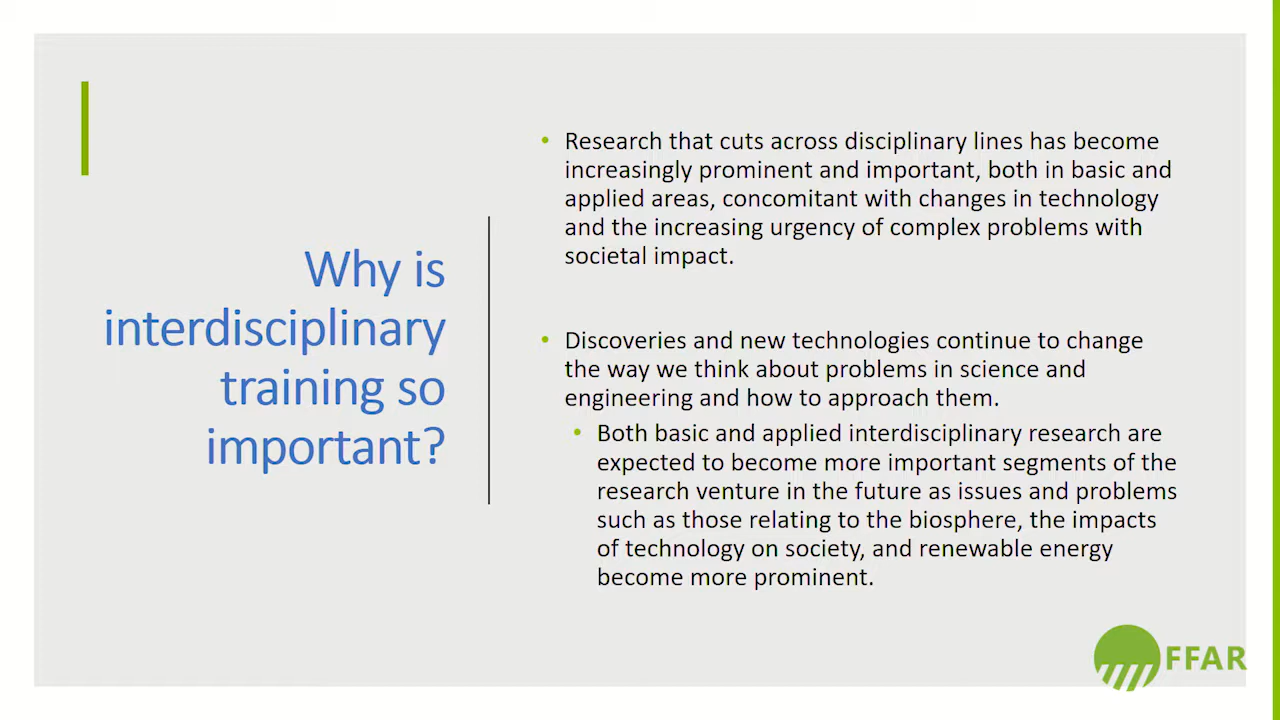 Why is
interdisciplinary
training so
important?
• Research that cuts across disciplinary lines has become
increasingly prominent and important, both in basic and
applied areas, concomitant with changes in technology
and the increasing urgency of complex problems with
societal impact.
• Discoveries and new technologies continue to change
the way we think about problems in science and
engineering and how to approach them.
• Both basic and applied interdisciplinary research are
expected to become more important segments of the
research venture in the future as issues and problems
such as those relating to the biosphere, the impacts
of technology on society, and renewable energy
become more prominent.
FFAR